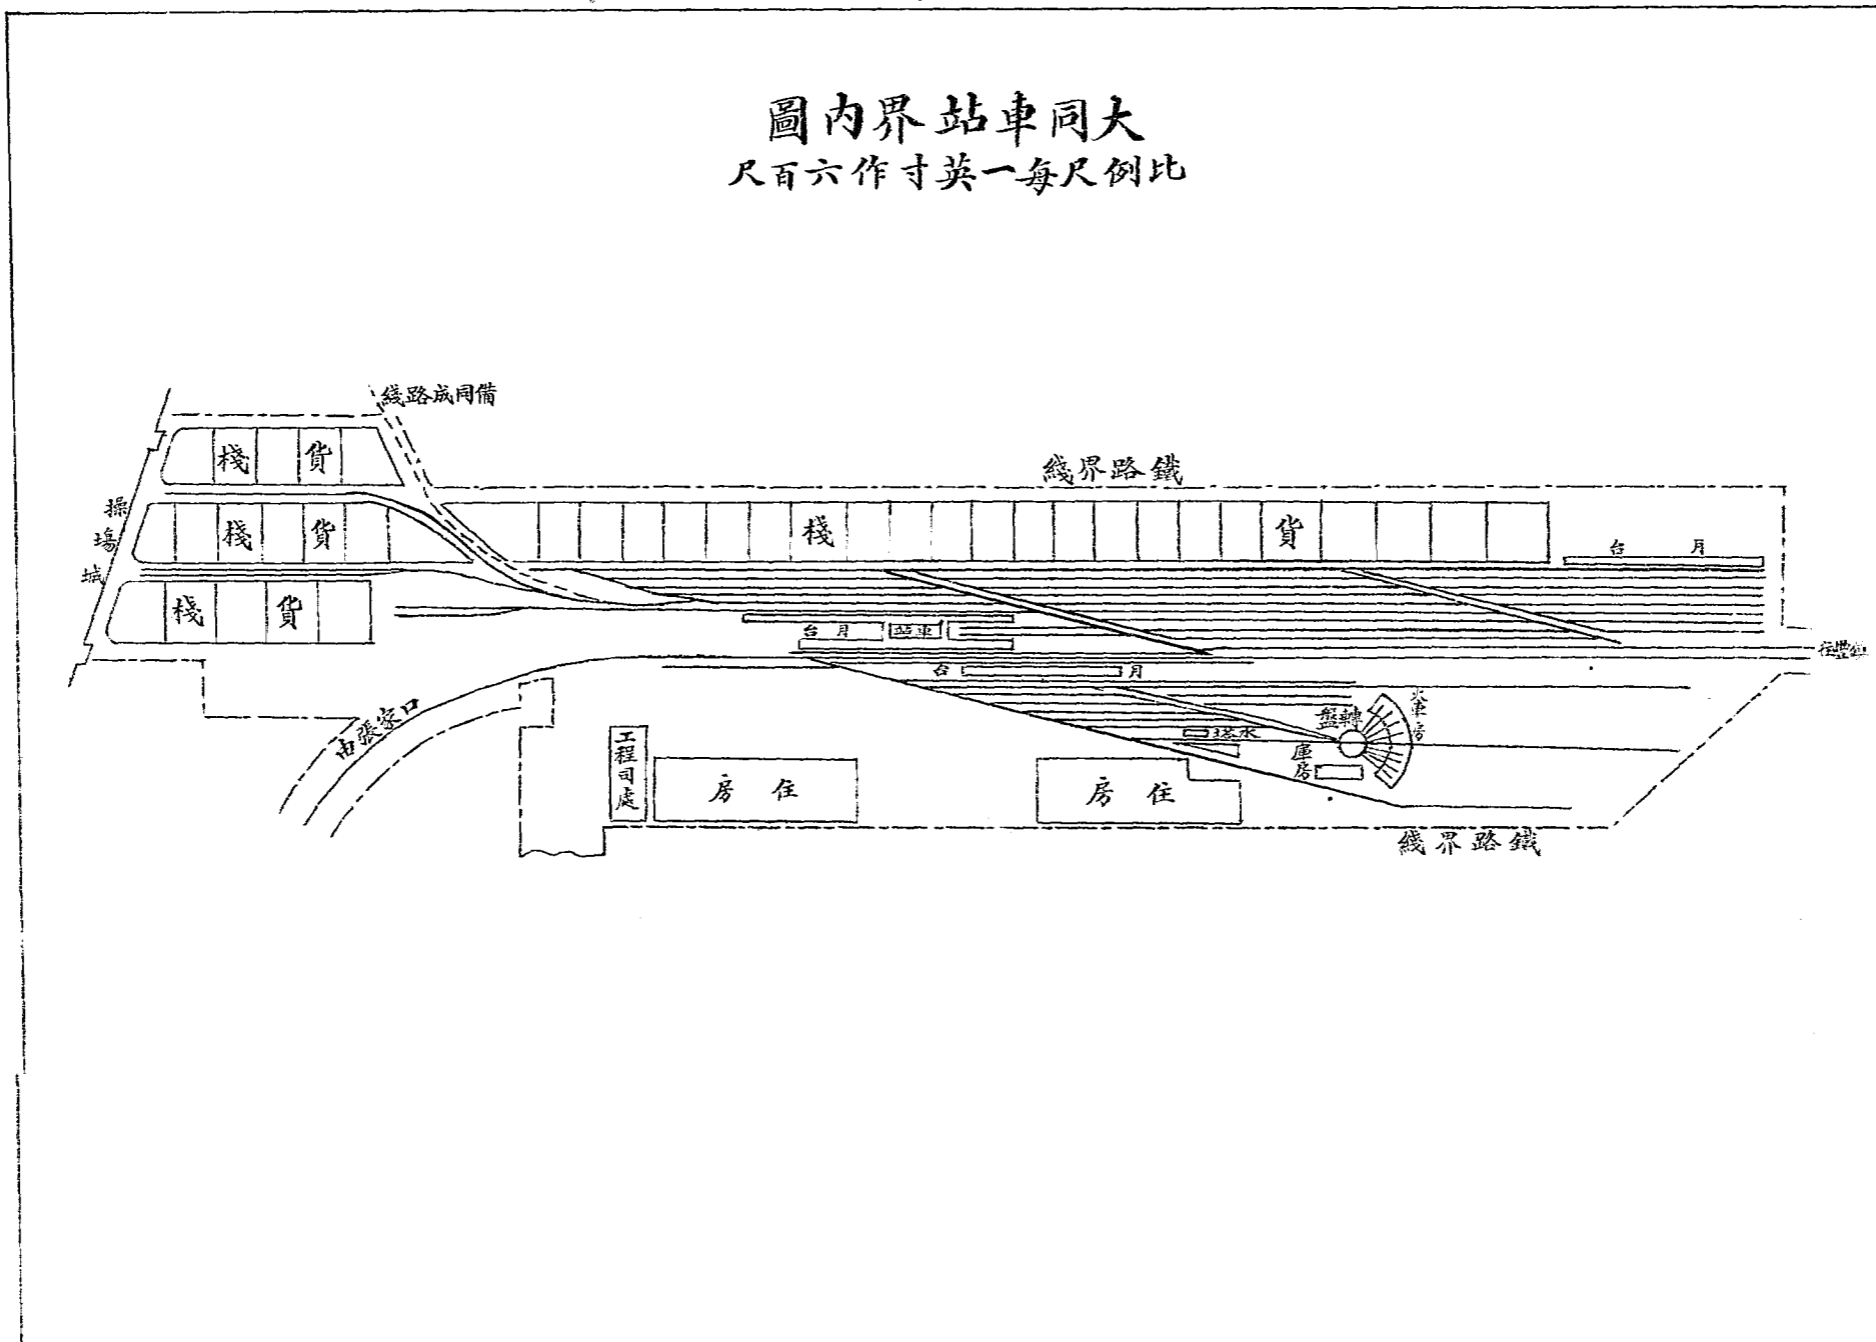 大同車站界內圖
比例尺每一英寸作六百尺
備同成路綫
貨棧
鐵路界綫
貨棧
貨棧
操塲城
月台
貨棧
車站
月台
月台
由張家口
火車房
轉盤
水塔
庫房
工程司處
住房
住房
鐵路界綫